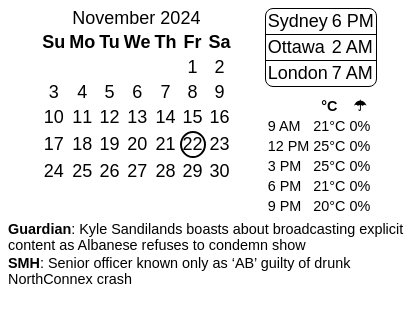 November 2024
Su Mo Tu We Th Fr Sa
1 2
3 4 5 6 7 8 9
10 11 12 13 14 15 16
17 18 19 20 21 22 23
24 25 26 27 28 29 30
Sydney 6 PM
Ottawa 2 AM
London 7 AM
°C ☂
9 AM 21°C 0%
12 PM 25°C 0%
3 PM 25°C 0%
6 PM 21°C 0%
9 PM 20°C 0%
Guardian: Kyle Sandilands boasts about broadcasting explicit
content as Albanese refuses to condemn show
SMH: Senior officer known only as ‘AB’ guilty of drunk
NorthConnex crash